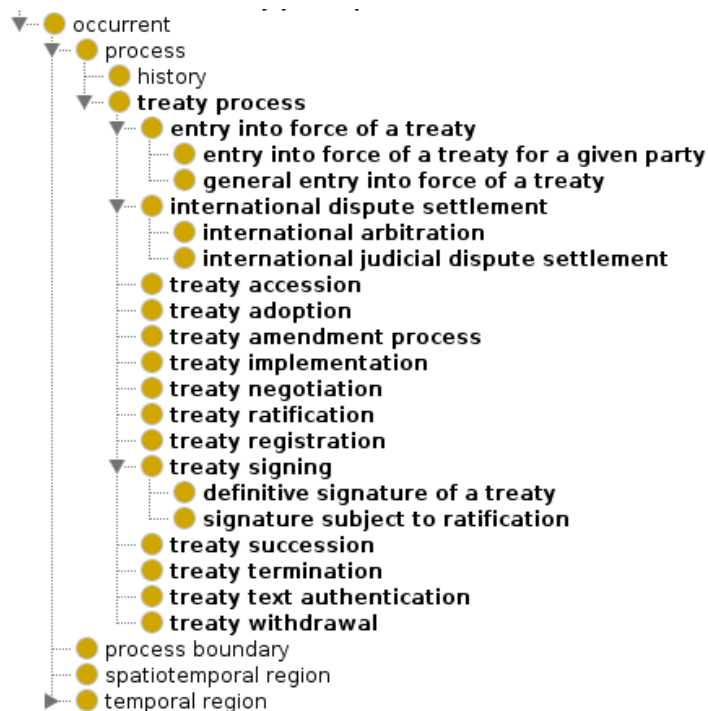 occurrent
process
history
treaty process
entry into force of a treaty
entry into force of a treaty for a given party
general entry into force of a treaty
international dispute settlement
international arbitration
international judicial dispute settlement
treaty accession
treaty adoption
treaty amendment process
treaty implementation
treaty negotiation
treaty ratification
treaty registration
treaty signing
definitive signature of a treaty
signature subject to ratification
treaty succession
treaty termination
treaty text authentication
treaty withdrawal
process boundary
spatiotemporal region
temporal region